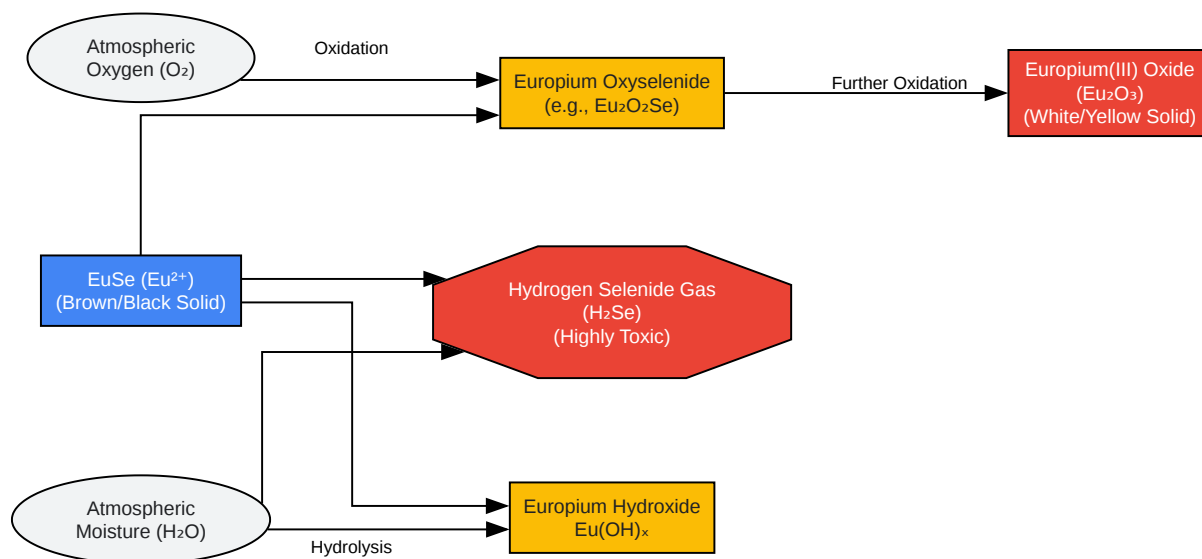 Atmospheric
Oxygen (O₂)
Oxidation
Europium Oxyselenide
(e.g., Eu₂O₂Se)
Further Oxidation
Europium(III) Oxide
(Eu₂O₃)
(White/Yellow Solid)
EuSe (Eu²⁺)
(Brown/Black Solid)
Hydrogen Selenide Gas
(H₂Se)
(Highly Toxic)
Atmospheric
Moisture (H₂O)
Hydrolysis
Europium Hydroxide
Eu(OH)ₓ